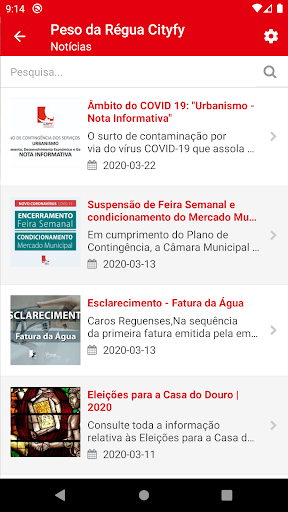 9:14
Peso da Régua Cityfy
Notícias
Pesquisa...
Âmbito do COVID 19: "Urbanismo -
Nota Informativa"
O surto de contaminação por
via do vírus COVID-19 que assola ...
2020-03-22
NO DE CONTINGÊNCIA DOS SERVIÇOS
URBANISMO
NOTA INFORMATIVA
Suspensão de Feira Semanal e
condicionamento do Mercado Mu...
Em cumprimento do Plano de
Contingência, a Câmara Municipal ...
2020-03-13
NOVO CORONAVÍRUS COVID-19
ENCERRAMENTO
Feira Semanal
CONDICIONAMENTO
Mercado Municipal
Esclarecimento - Fatura da Água
Caros Reguenses,Na sequência
da primeira fatura emitida pela em...
2020-03-13
SCLARECIMENT
Fatura da Água
Eleições para a Casa do Douro |
2020
Consulte toda a informação
relativa às Eleições para a Casa d...
2020-03-11